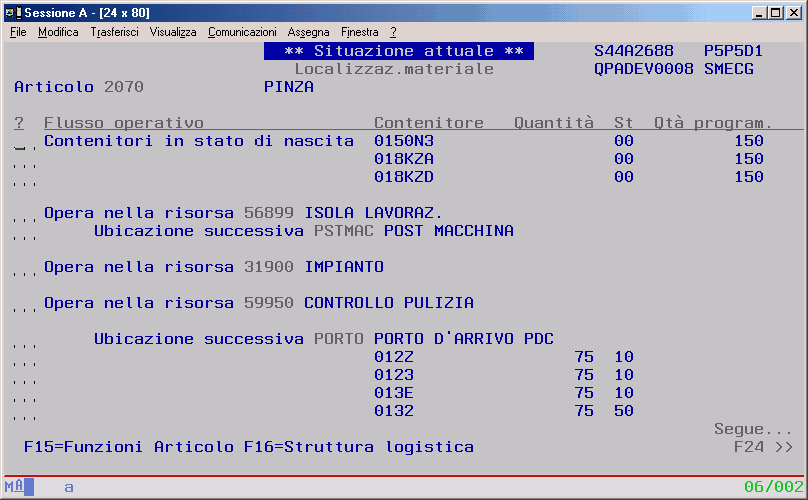 Sessione A - [24 x 80]
File Modifica Trasferisci Visualizza Comunicazioni Assegna Finestra ?
** Situazione attuale ** S44A2688 P5P5D1
Localizzaz.materiale QPADEV0008 SMECG
Articolo 2070 PINZA
? Flusso operativo Contenitore Quantità St Qtà program.
_.. Contenitori in stato di nascita 0150N3 00 150
... 018KZA 00 150
... 018KZD 00 150
... Opera nella risorsa 56899 ISOLA LAVORAZ.
... Ubicazione successiva PSTMAC POST MACCHINA
... Opera nella risorsa 31900 IMPIANTO
... Opera nella risorsa 59950 CONTROLLO PULIZIA
... Ubicazione successiva PORTO PORTO D'ARRIVO PDC
... 012Z 75 10
... 0123 75 10
... 013E 75 10
... 0132 75 50
Segue...
F15=Funzioni Articolo F16=Struttura logistica F24 >>
MA a 06/002